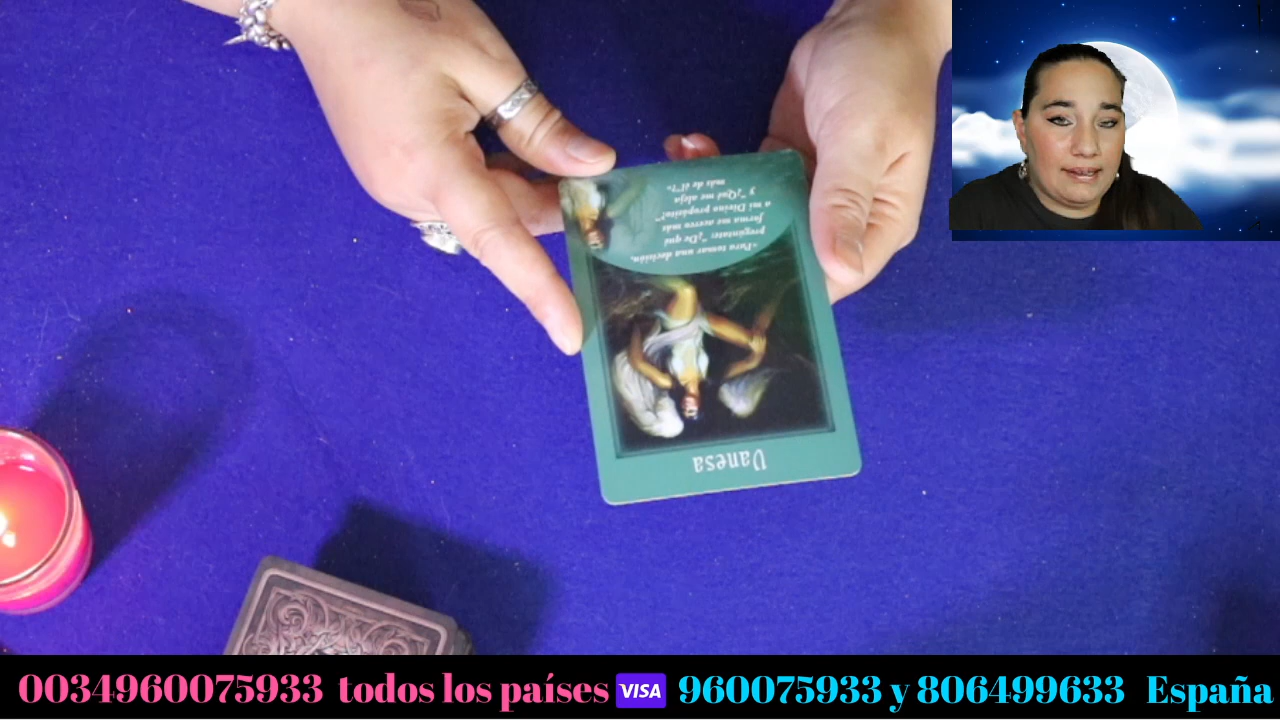 Vanesa
«Para tomar una decisión,
pregúntate: "¿De qué
forma me acerco más
a mi Divino propósito?"
y "¿Qué me aleja
más de él"?»
0034960075933 todos los países VISA 960075933 y 806499633 España